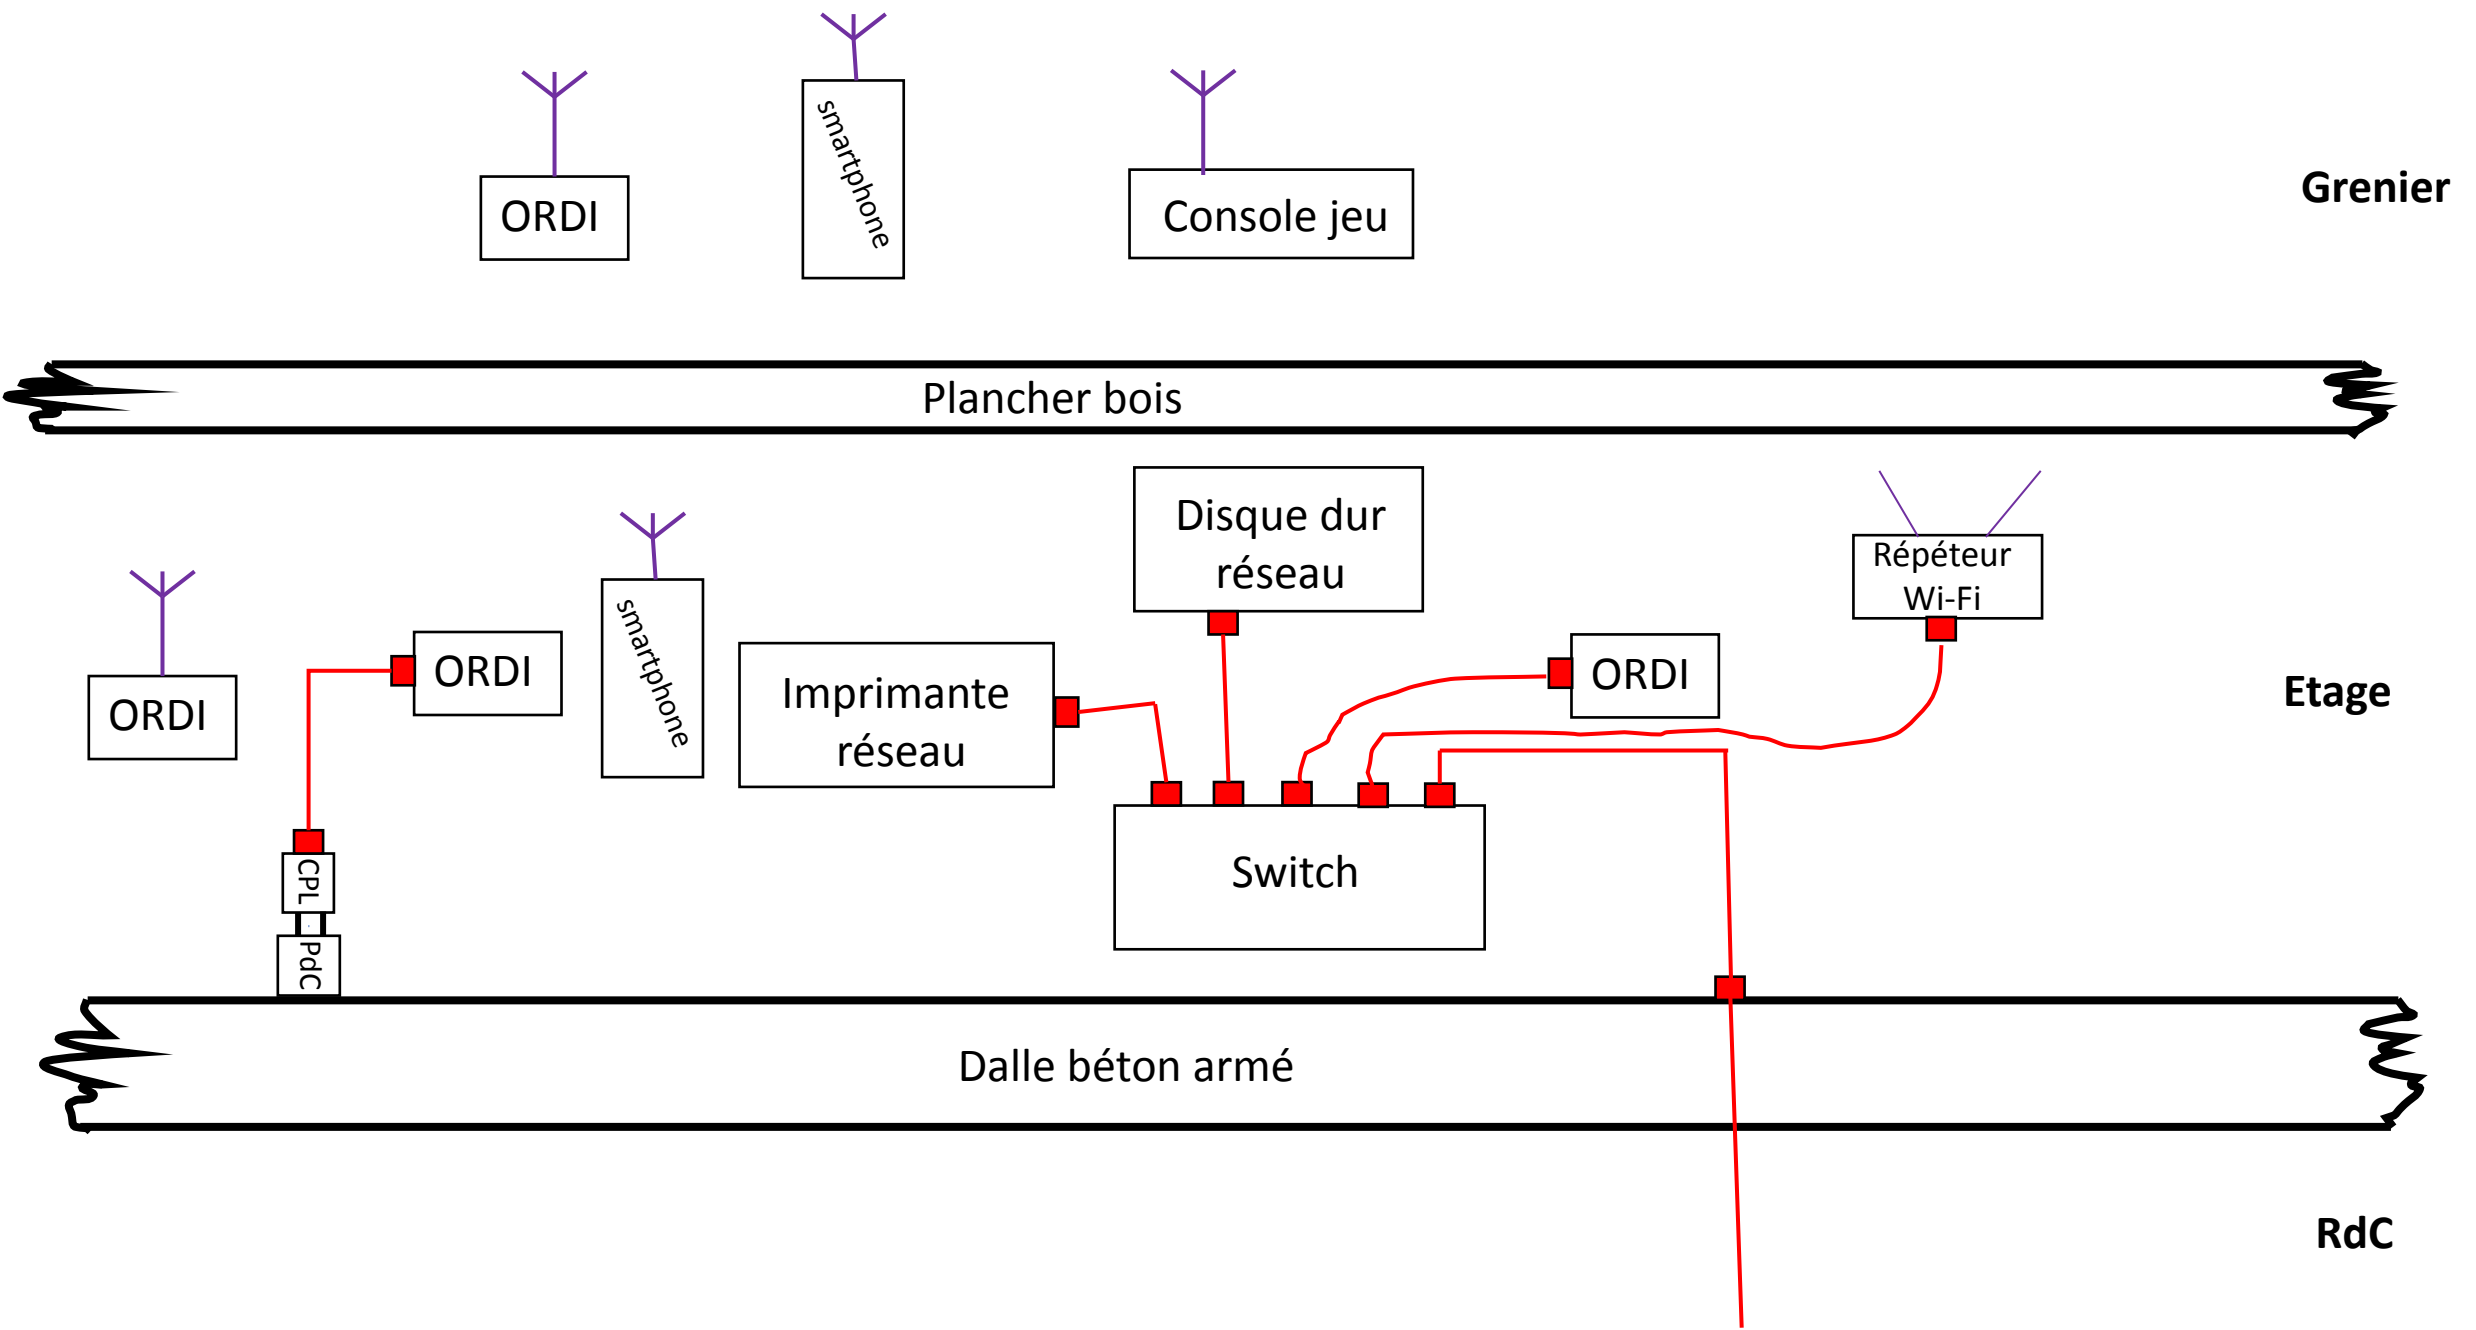 smartphone
ORDI
Console jeu
Grenier
Plancher bois
Disque dur
réseau
Répéteur
Wi-Fi
smartphone
ORDI
ORDI
Imprimante
réseau
ORDI
Etage
ORDI
Switch
CPL
PdC
Dalle béton armé
RdC